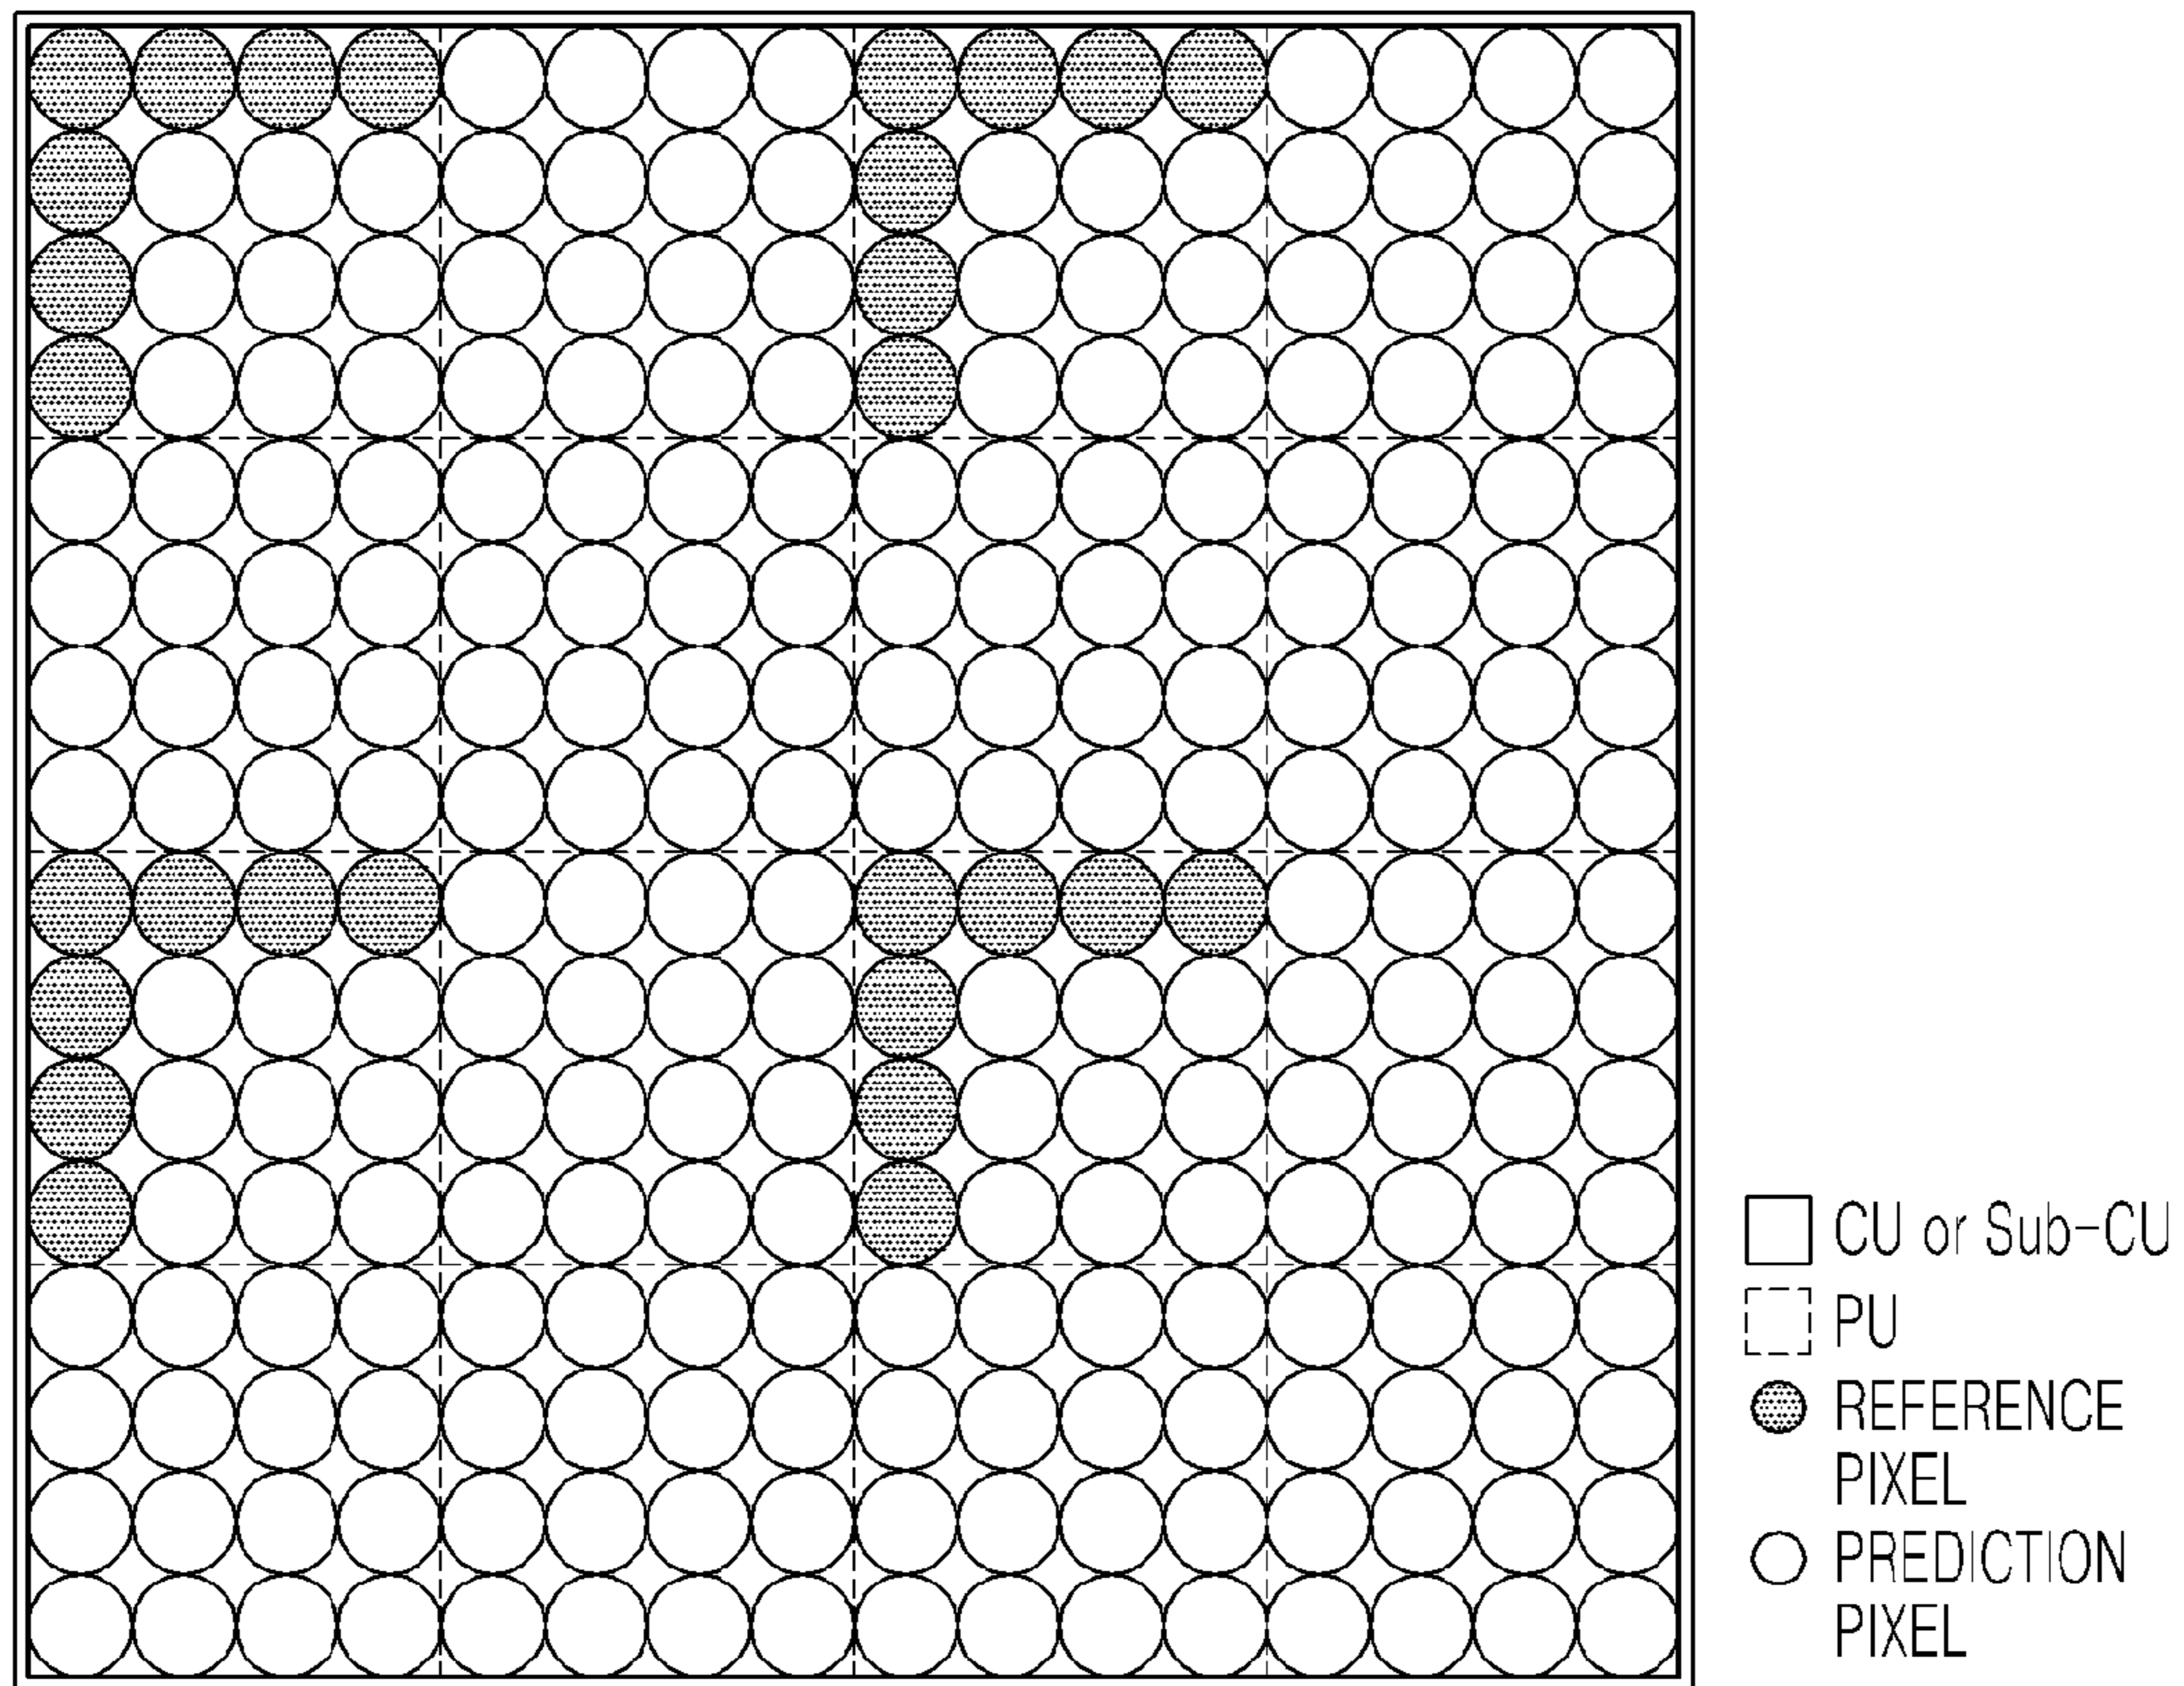 CU or Sub-CU
PU
REFERENCE
PIXEL
PREDICTION
PIXEL